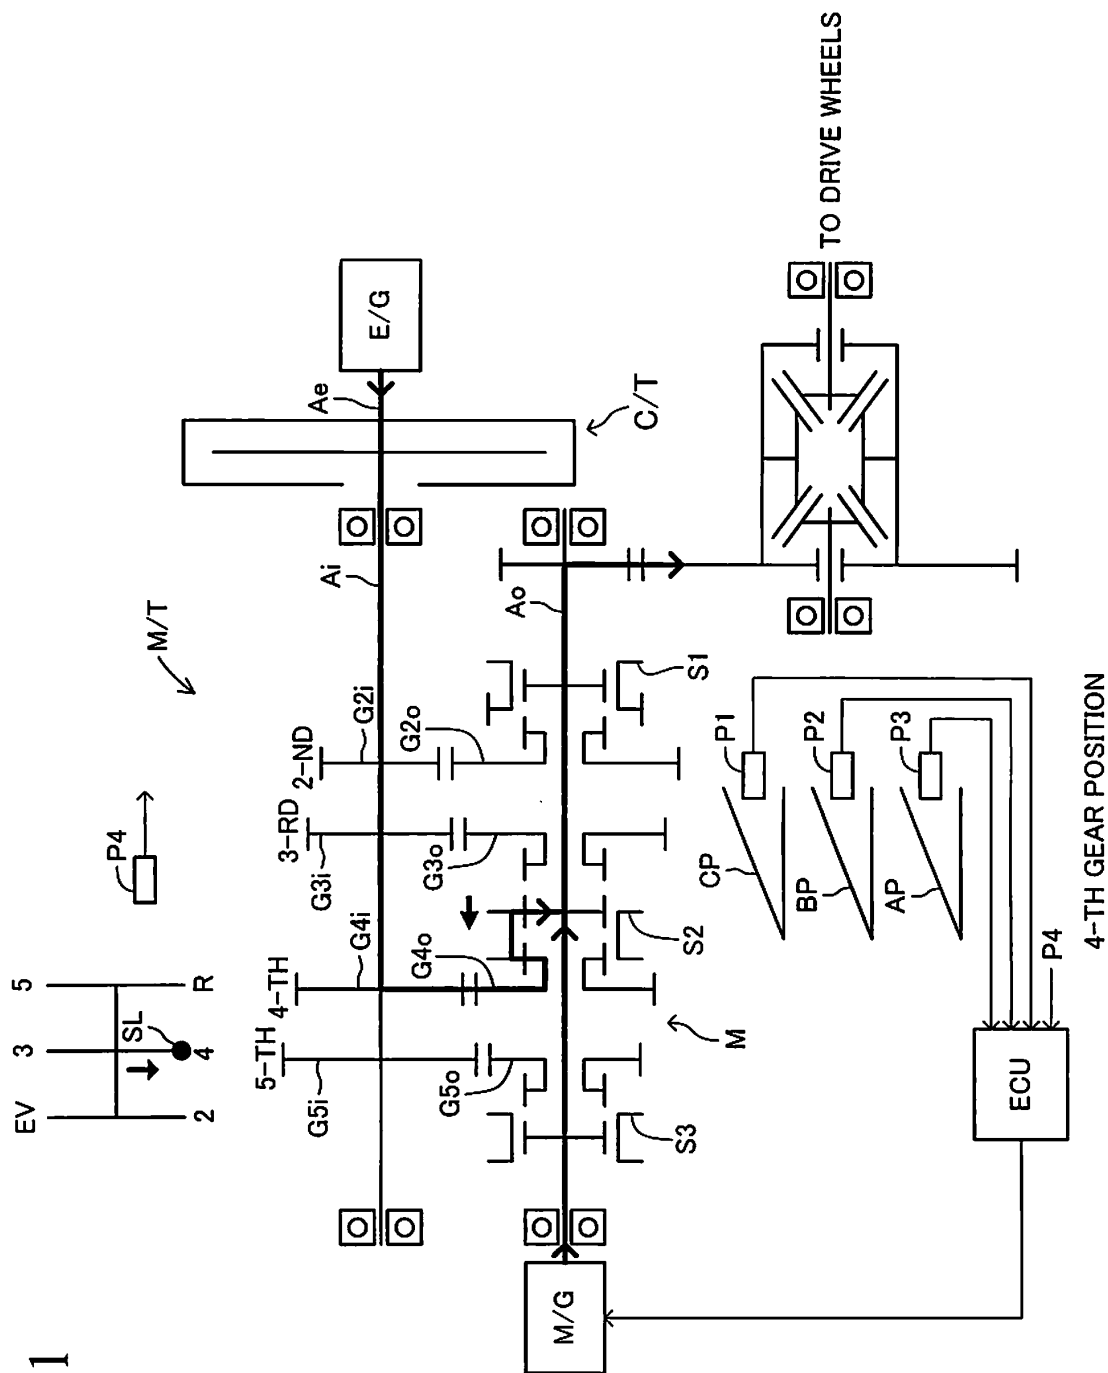 1
EV 3 5
SL
2 4 R
P4
M/T
5-TH 4-TH 3-RD 2-ND
G5i G4i G3i G2i
Ai
Ae
E/G
C/T
G5o G4o G3o G2o
Ao
S3 S2 S1
M
M/G
TO DRIVE WHEELS
CP P1
BP P2
AP P3
P4
ECU
4-TH GEAR POSITION